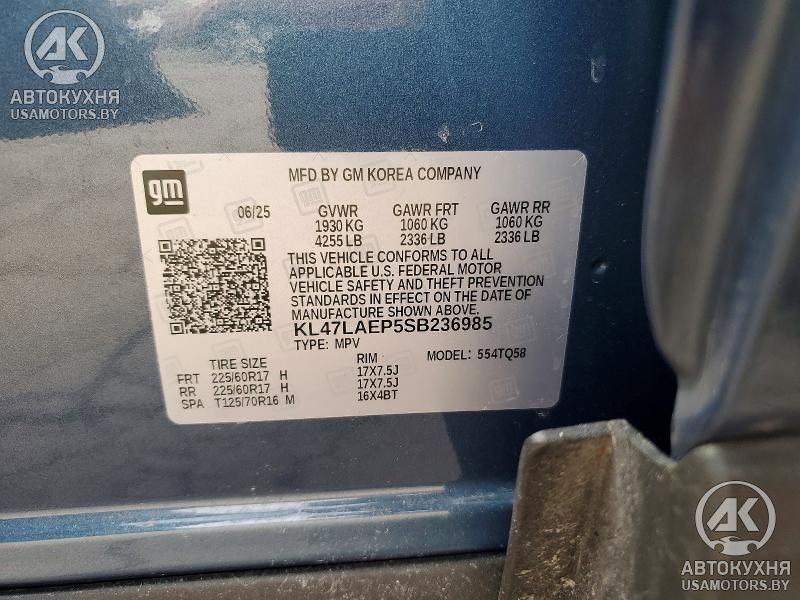 AK
АВТОКУХНЯ
USAMOTORS.BY
gm
MFD BY GM KOREA COMPANY
06/25 GVWR GAWR FRT GAWR RR
1930 KG 1060 KG 1060 KG
4255 LB 2336 LB 2336 LB
THIS VEHICLE CONFORMS TO ALL
APPLICABLE U.S. FEDERAL MOTOR
VEHICLE SAFETY AND THEFT PREVENTION
STANDARDS IN EFFECT ON THE DATE OF
MANUFACTURE SHOWN ABOVE.
KL47LAEP5SB236985
TYPE: MPV MODEL: 554TQ58
TIRE SIZE RIM
FRT 225/60R17 H 17X7.5J
RR 225/60R17 H 17X7.5J
SPA T125/70R16 M 16X4BT
AK
АВТОКУХНЯ
USAMOTORS.BY